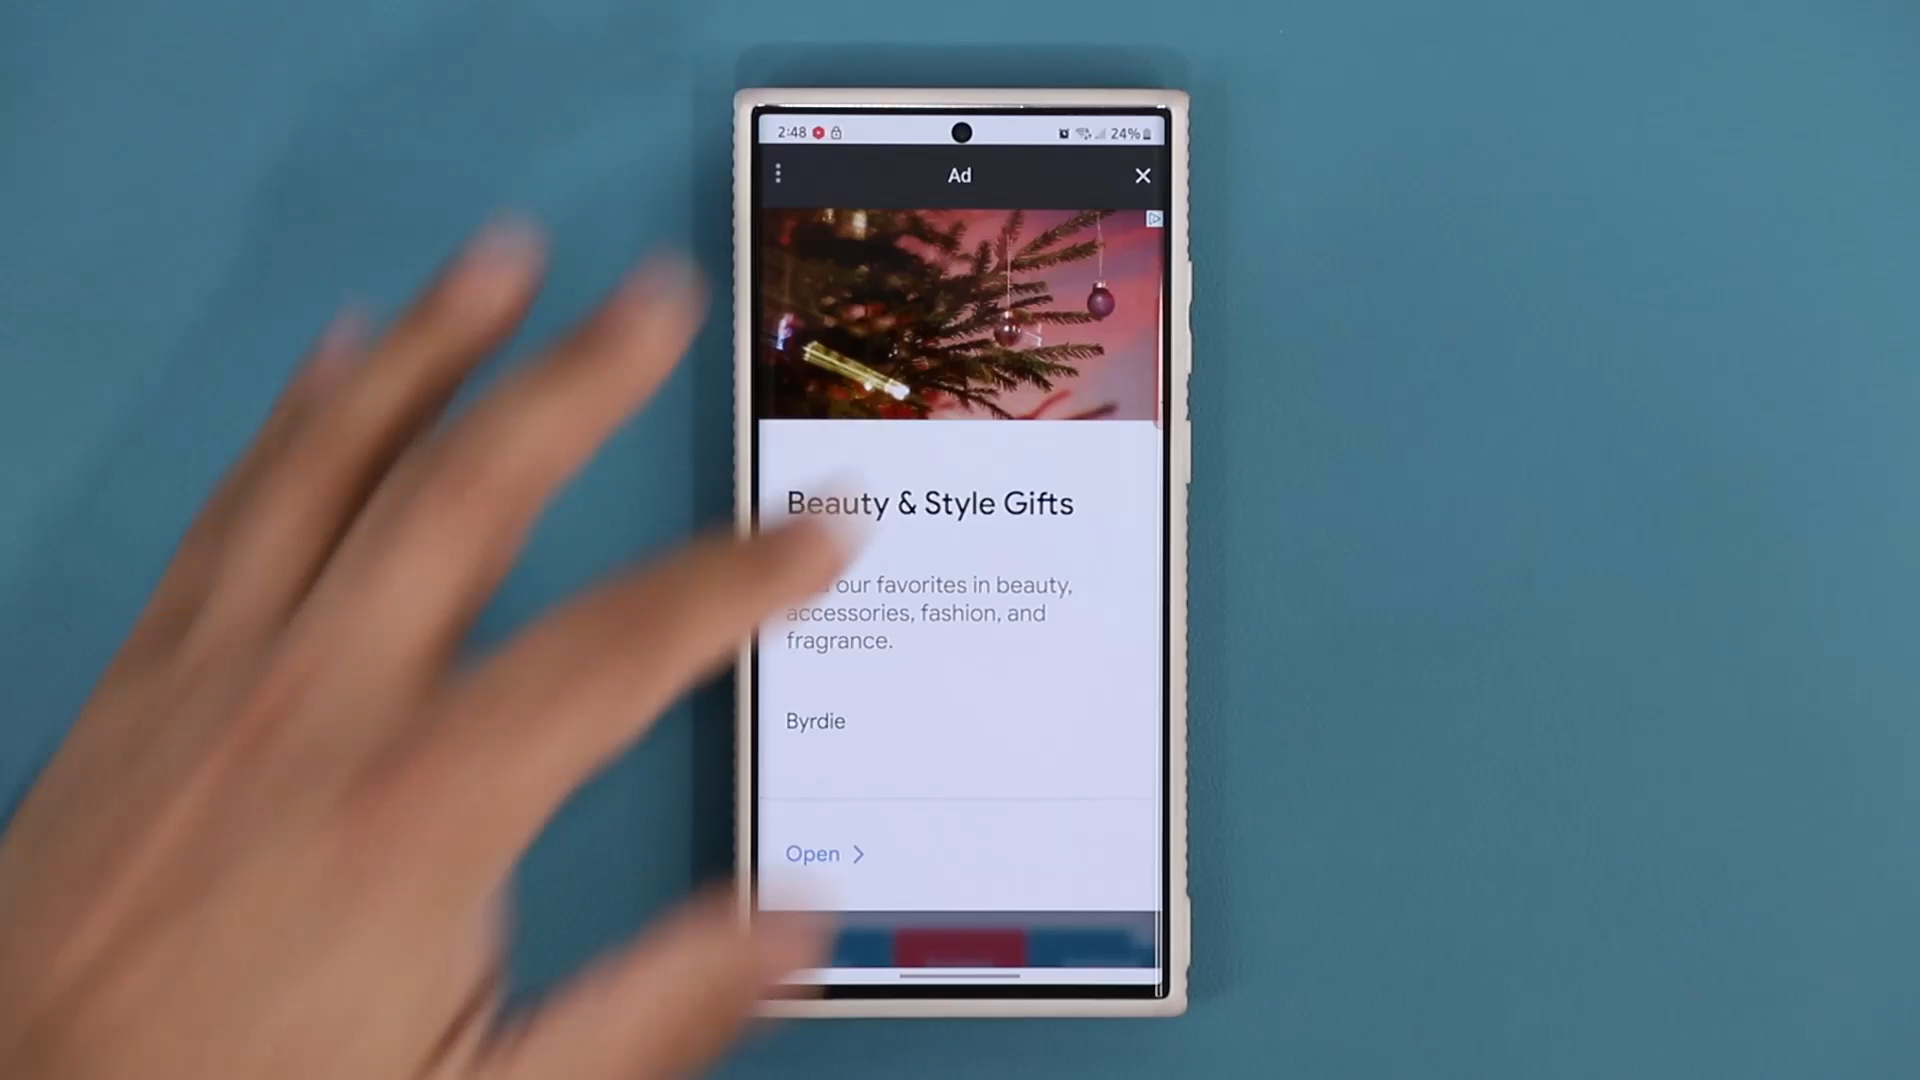 2:48 24%
Ad
Beauty & Style Gifts
our favorites in beauty,
accessories, fashion, and
fragrance.
Byrdie
Open